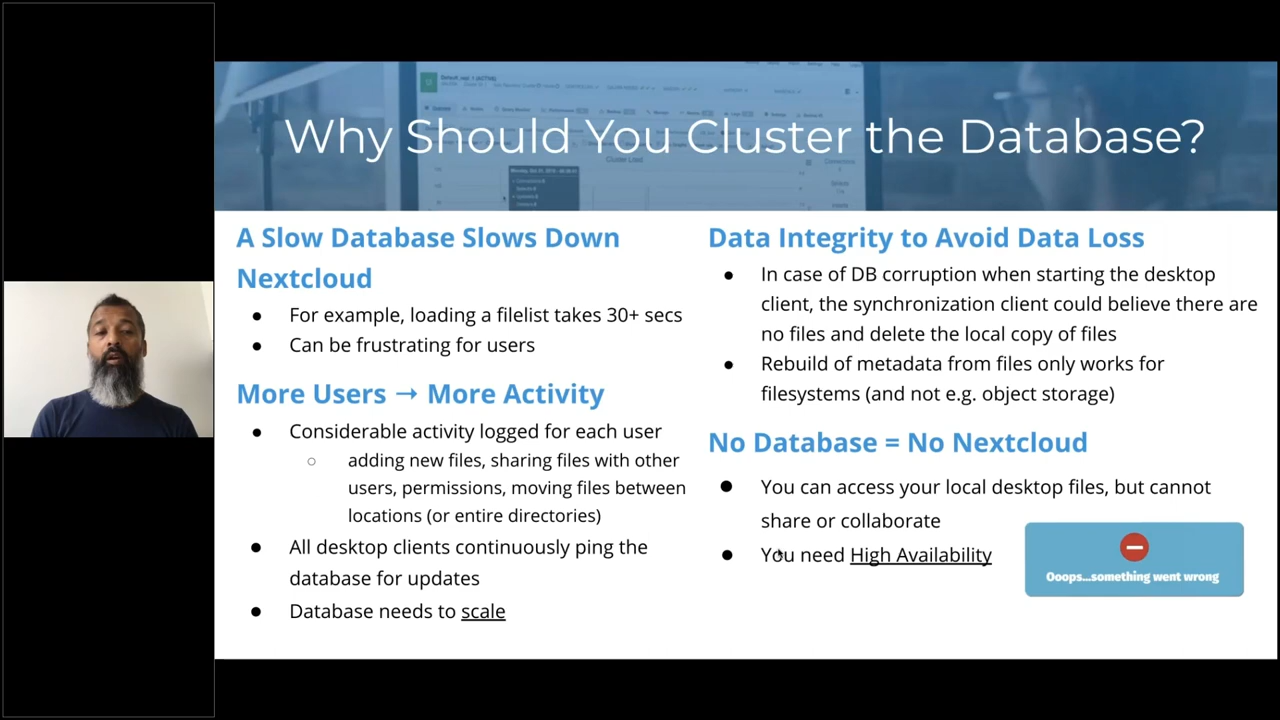 Why Should You Cluster the Database?
A Slow Database Slows Down
Nextcloud
● For example, loading a filelist takes 30+ secs
● Can be frustrating for users
More Users → More Activity
● Considerable activity logged for each user
○ adding new files, sharing files with other
users, permissions, moving files between
locations (or entire directories)
● All desktop clients continuously ping the
database for updates
● Database needs to scale
Data Integrity to Avoid Data Loss
● In case of DB corruption when starting the desktop
client, the synchronization client could believe there are
no files and delete the local copy of files
● Rebuild of metadata from files only works for
filesystems (and not e.g. object storage)
No Database = No Nextcloud
● You can access your local desktop files, but cannot
share or collaborate
● You need High Availability
Ooops...something went wrong